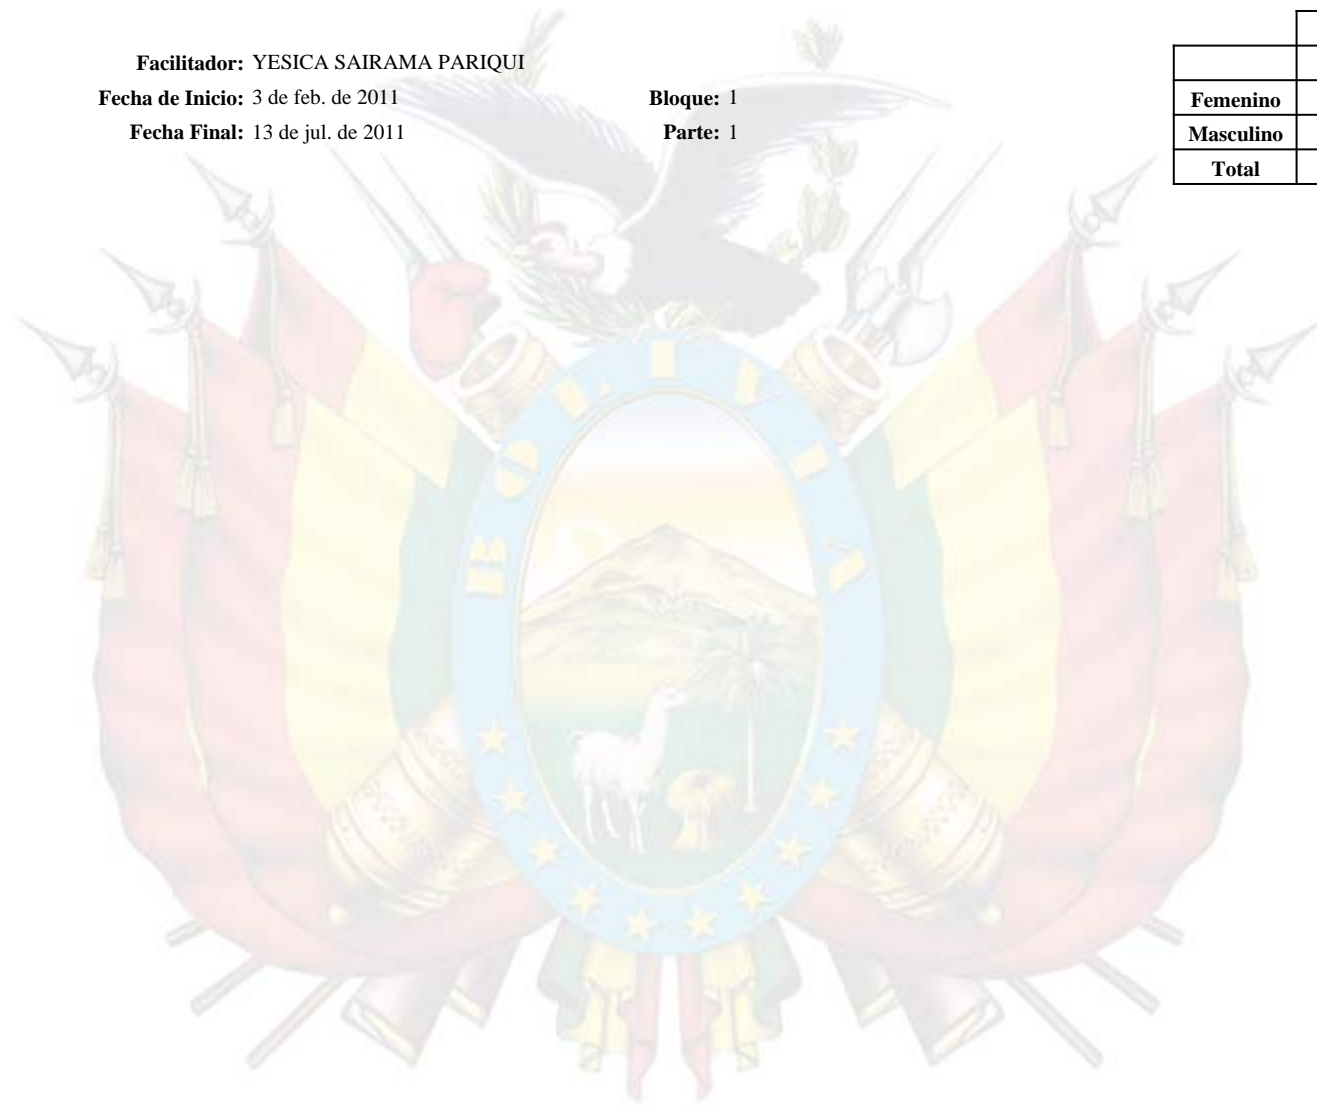 Facilitador: YESICA SAIRAMA PARIQUI
Fecha de Inicio: 3 de feb. de 2011 Bloque: 1
Fecha Final: 13 de jul. de 2011 Parte: 1
Femenino
Masculino
Total
BOLIVIA